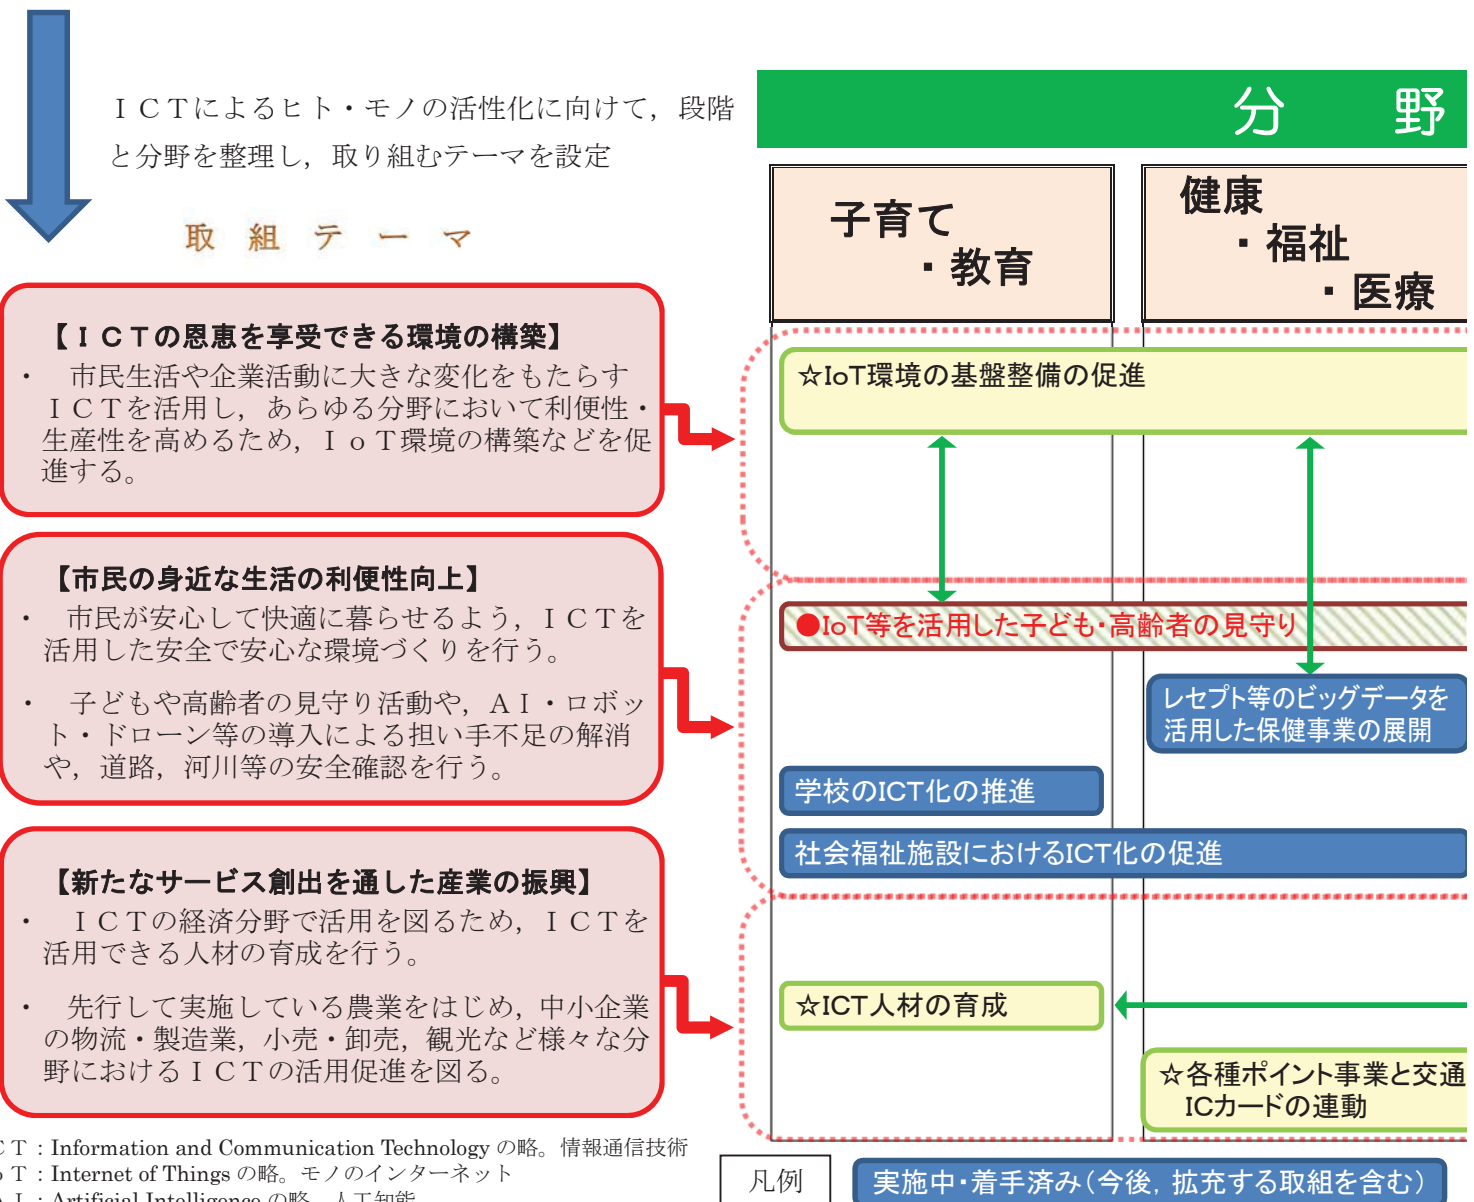 ＩＣＴによるヒト・モノの活性化に向けて，段階
と分野を整理し，取り組むテーマを設定
取組テーマ
【ＩＣＴの恩恵を享受できる環境の構築】
・　市民生活や企業活動に大きな変化をもたらす
ＩＣＴを活用し，あらゆる分野において利便性・
生産性を高めるため，ＩｏＴ環境の構築などを促
進する。
【市民の身近な生活の利便性向上】
・　市民が安心して快適に暮らせるよう，ＩＣＴを
活用した安全で安心な環境づくりを行う。
・　子どもや高齢者の見守り活動や，ＡＩ・ロボッ
ト・ドローン等の導入による担い手不足の解消
や，道路，河川等の安全確認を行う。
【新たなサービス創出を通した産業の振興】
・　ＩＣＴの経済分野で活用を図るため，ＩＣＴを
活用できる人材の育成を行う。
・　先行して実施している農業をはじめ，中小企業
の物流・製造業，小売・卸売，観光など様々な分
野におけるＩＣＴの活用促進を図る。
ＣＴ：Information and Communication Technology の略。情報通信技術
ｏＴ：Internet of Things の略。モノのインターネット
ＡＩ：Artificial Intelligence の略。人工知能
分　野
子育て
・教育
健康
・福祉
・医療
☆IoT環境の基盤整備の促進
●IoT等を活用した子ども・高齢者の見守り
レセプト等のビッグデータを
活用した保健事業の展開
学校のICT化の推進
社会福祉施設におけるICT化の促進
☆ICT人材の育成
☆各種ポイント事業と交通
ICカードの連動
凡例
実施中・着手済み（今後，拡充する取組を含む）